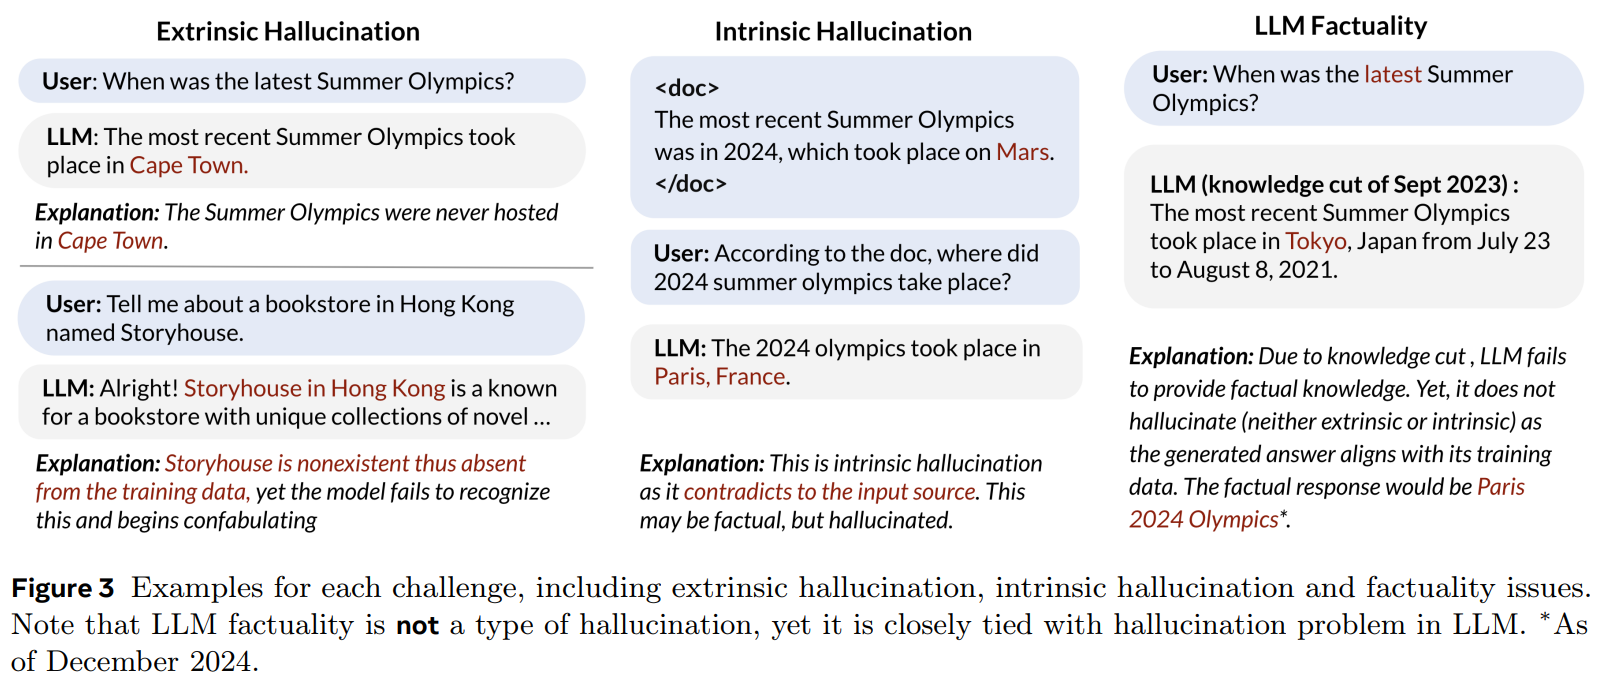 Extrinsic Hallucination
User: When was the latest Summer Olympics?
LLM: The most recent Summer Olympics took
place in Cape Town.
Explanation: The Summer Olympics were never hosted
in Cape Town.
User: Tell me about a bookstore in Hong Kong
named Storyhouse.
LLM: Alright! Storyhouse in Hong Kong is a known
for a bookstore with unique collections of novel ...
Explanation: Storyhouse is nonexistent thus absent
from the training data, yet the model fails to recognize
this and begins confabulating
Intrinsic Hallucination
<doc>
The most recent Summer Olympics
was in 2024, which took place on Mars.
</doc>
User: According to the doc, where did
2024 summer olympics take place?
LLM: The 2024 olympics took place in
Paris, France.
Explanation: This is intrinsic hallucination
as it contradicts to the input source. This
may be factual, but hallucinated.
LLM Factuality
User: When was the latest Summer
Olympics?
LLM (knowledge cut of Sept 2023) :
The most recent Summer Olympics
took place in Tokyo, Japan from July 23
to August 8, 2021.
Explanation: Due to knowledge cut , LLM fails
to provide factual knowledge. Yet, it does not
hallucinate (neither extrinsic or intrinsic) as
the generated answer aligns with its training
data. The factual response would be Paris
2024 Olympics*.
Figure 3 Examples for each challenge, including extrinsic hallucination, intrinsic hallucination and factuality issues.
Note that LLM factuality is not a type of hallucination, yet it is closely tied with hallucination problem in LLM. *As
of December 2024.